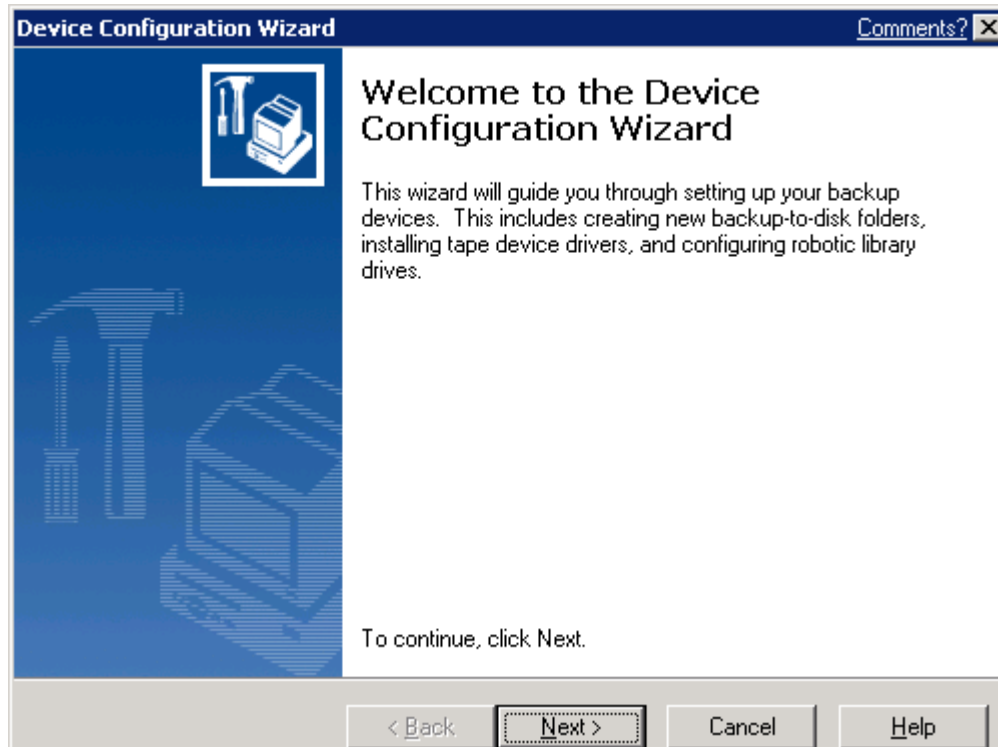 Device Configuration Wizard Comments?
Welcome to the Device
Configuration Wizard
This wizard will guide you through setting up your backup
devices. This includes creating new backup-to-disk folders,
installing tape device drivers, and configuring robotic library
drives.
To continue, click Next.
< Back Next > Cancel Help